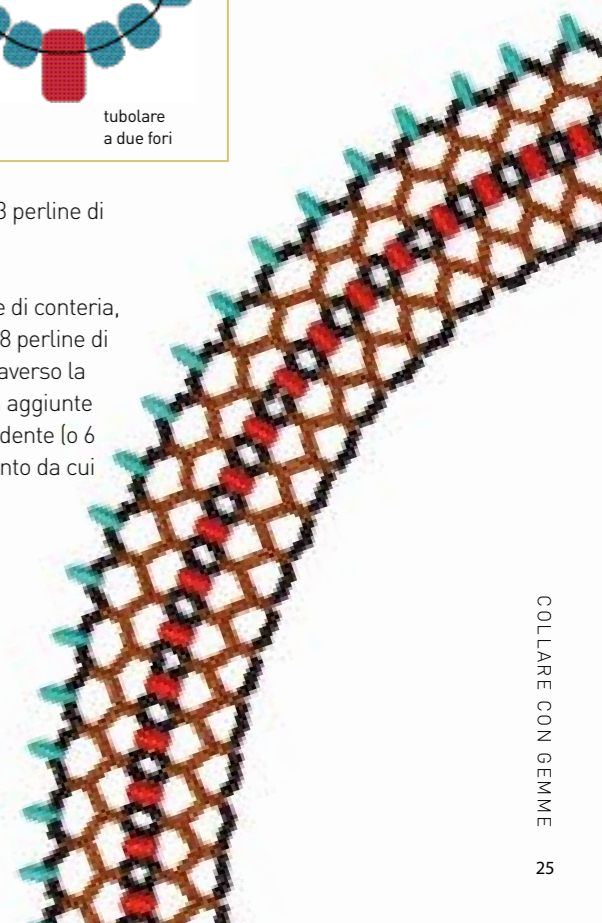 tubolare
a due fori
3 perline di
e di conteria,
8 perline di
averso la
aggiunte
dente (o 6
nto da cui
COLLARE CON GEMME
25